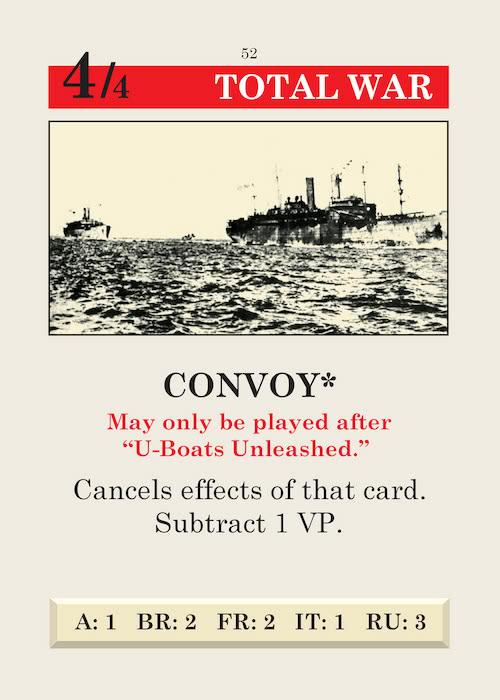 52
4/4
TOTAL WAR
CONVOY*
May only be played after
“U-Boats Unleashed.”
Cancels effects of that card.
Subtract 1 VP.
A: 1 BR: 2 FR: 2 IT: 1 RU: 3